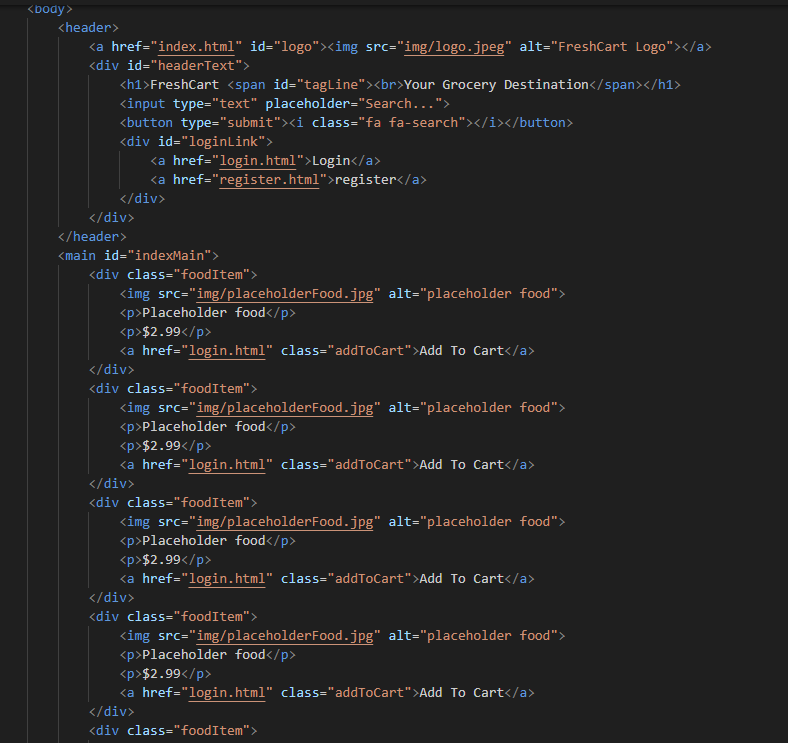 <body>
<header>
<a href="index.html" id="logo"><img src="img/logo.jpeg" alt="FreshCart Logo"></a>
<div id="headerText">
<h1>FreshCart <span id="tagLine"><br>Your Grocery Destination</span></h1>
<input type="text" placeholder="Search...">
<button type="submit"><i class="fa fa-search"></i></button>
<div id="loginLink">
<a href="login.html">Login</a>
<a href="register.html">register</a>
</div>
</div>
</header>
<main id="indexMain">
<div class="foodItem">
<img src="img/placeholderFood.jpg" alt="placeholder food">
<p>Placeholder food</p>
<p>$2.99</p>
<a href="login.html" class="addToCart">Add To Cart</a>
</div>
<div class="foodItem">
<img src="img/placeholderFood.jpg" alt="placeholder food">
<p>Placeholder food</p>
<p>$2.99</p>
<a href="login.html" class="addToCart">Add To Cart</a>
</div>
<div class="foodItem">
<img src="img/placeholderFood.jpg" alt="placeholder food">
<p>Placeholder food</p>
<p>$2.99</p>
<a href="login.html" class="addToCart">Add To Cart</a>
</div>
<div class="foodItem">
<img src="img/placeholderFood.jpg" alt="placeholder food">
<p>Placeholder food</p>
<p>$2.99</p>
<a href="login.html" class="addToCart">Add To Cart</a>
</div>
<div class="foodItem">